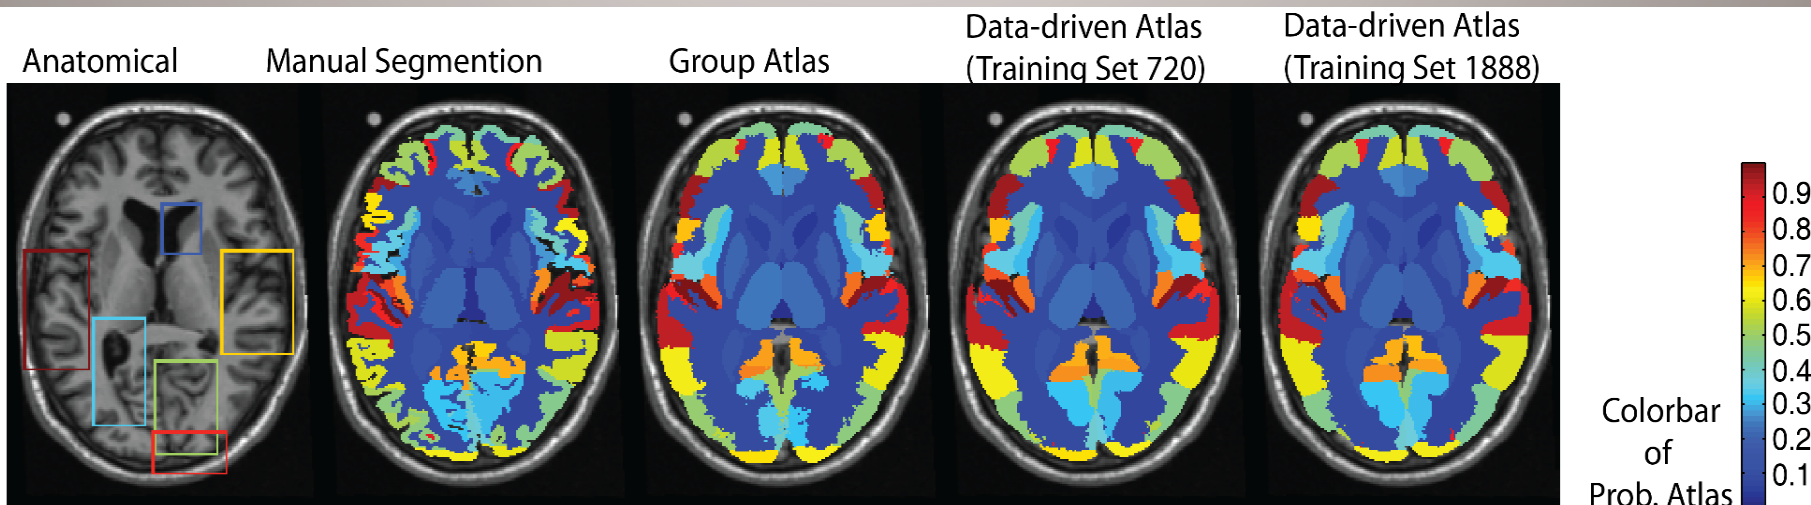 Anatomical
Manual Segmention
Group Atlas
Data-driven Atlas
(Training Set 720)
Data-driven Atlas
(Training Set 1888)
Colorbar
of
Prob. Atlas
0.9
0.8
0.7
0.6
0.5
0.4
0.3
0.2
0.1